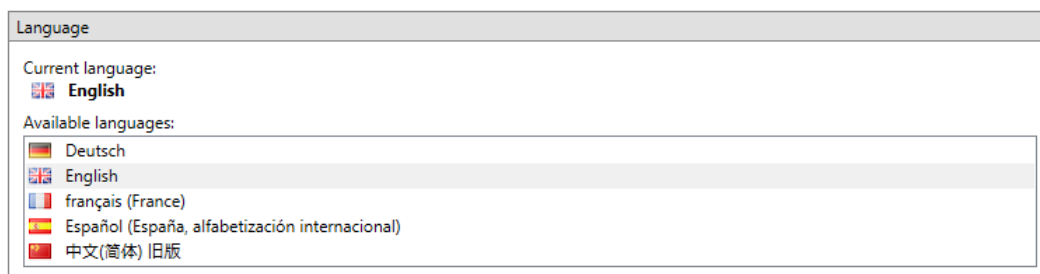 Language
Current language:
English
Available languages:
Deutsch
English
français (France)
Español (España, alfabetización internacional)
中文(简体) 旧版